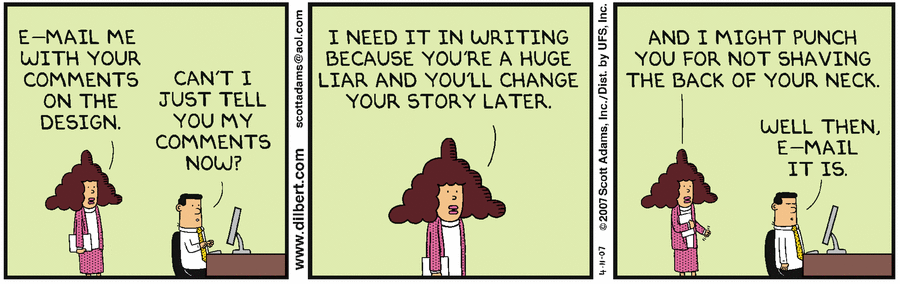 E-MAIL ME
WITH YOUR
COMMENTS
ON THE
DESIGN.
CAN'T I
JUST TELL
YOU MY
COMMENTS
NOW?
www.dilbert.com
scottadams@aol.com
I NEED IT IN WRITING
BECAUSE YOU'RE A HUGE
LIAR AND YOU'LL CHANGE
YOUR STORY LATER.
4-11-07
©2007 Scott Adams, Inc./Dist. by UFS, Inc.
AND I MIGHT PUNCH
YOU FOR NOT SHAVING
THE BACK OF YOUR NECK.
WELL THEN,
E-MAIL
IT IS.